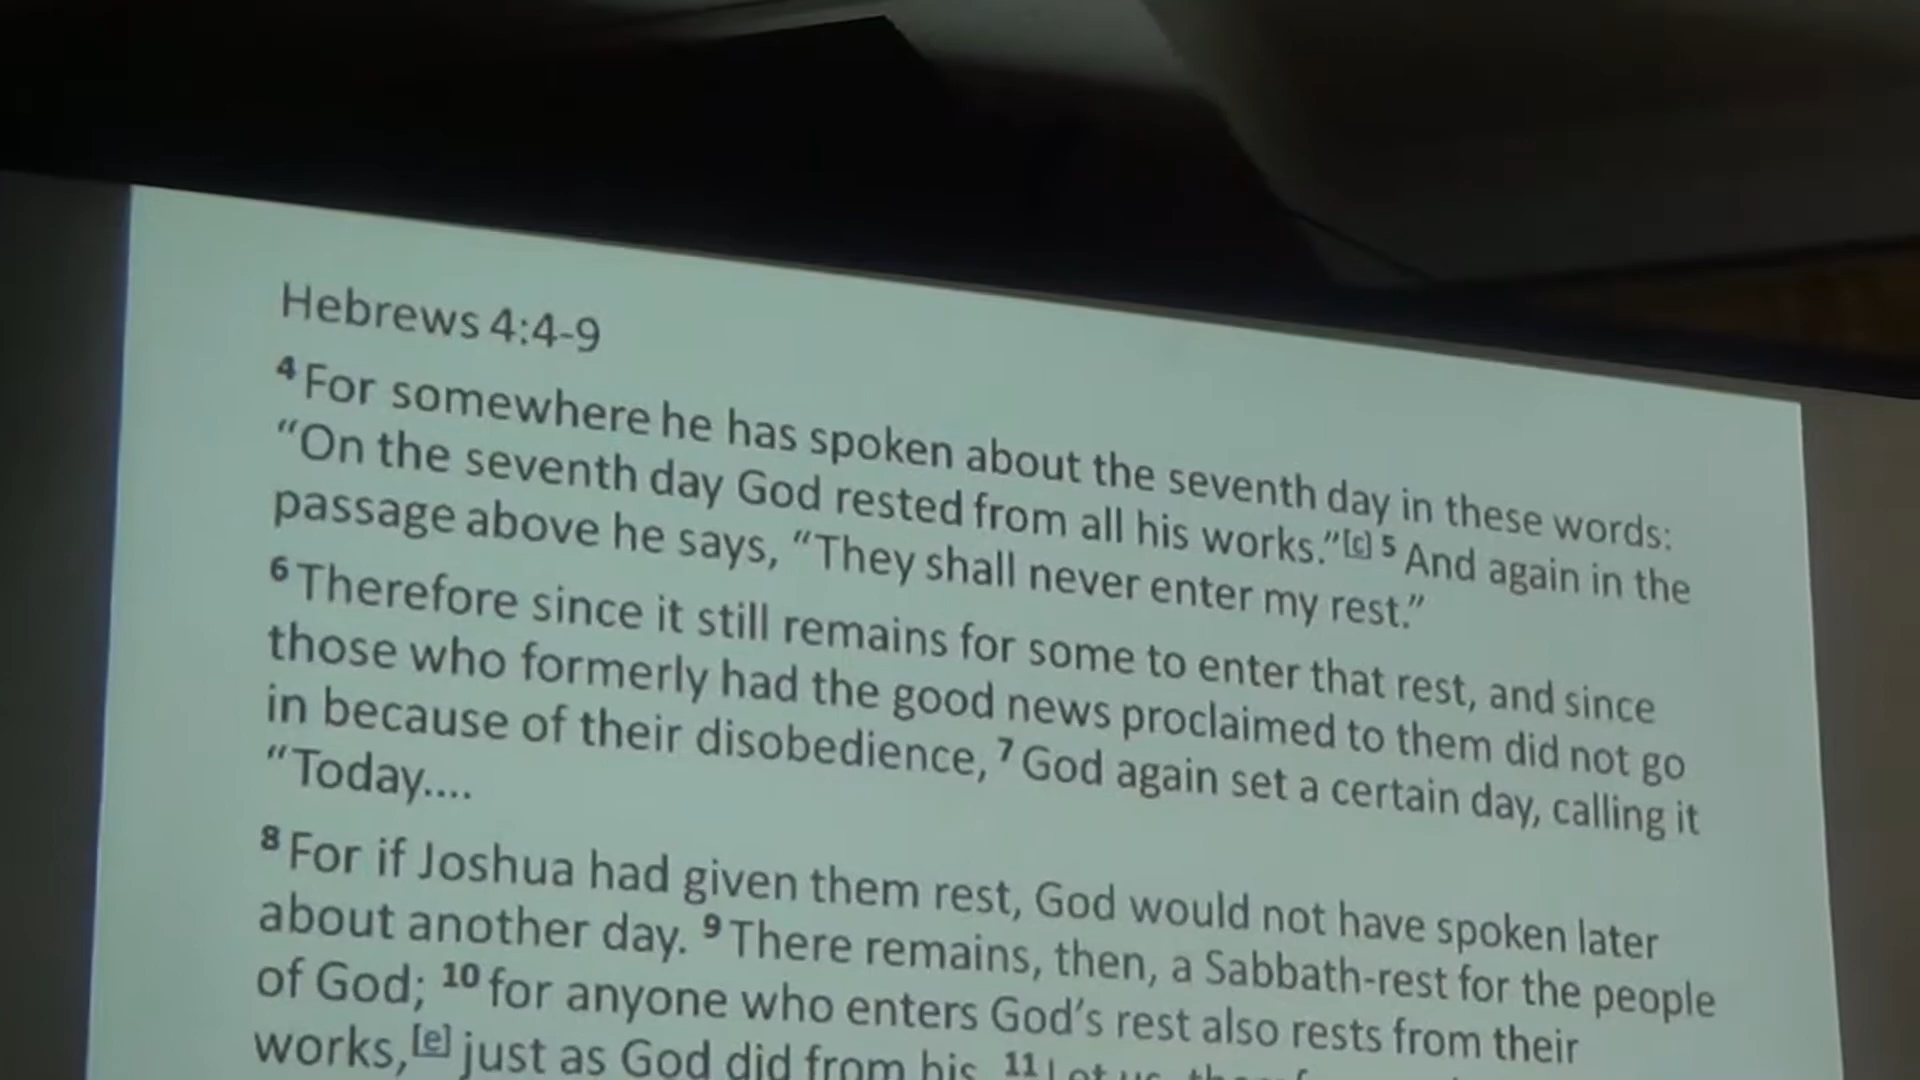 Hebrews 4:4-9
4 For somewhere he has spoken about the seventh day in these words:
“On the seventh day God rested from all his works.”[c] 5 And again in the
passage above he says, “They shall never enter my rest.”
6 Therefore since it still remains for some to enter that rest, and since
those who formerly had the good news proclaimed to them did not go
in because of their disobedience, 7 God again set a certain day, calling it
“Today....
8 For if Joshua had given them rest, God would not have spoken later
about another day. 9 There remains, then, a Sabbath-rest for the people
of God; 10 for anyone who enters God’s rest also rests from their
works,[e] just as God did from his. 11 Let us,